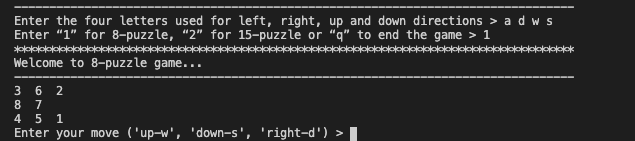 --------------------------------------------------------------------------------
Enter the four letters used for left, right, up and down directions > a d w s
Enter “1” for 8-puzzle, “2” for 15-puzzle or “q” to end the game > 1
********************************************************************************
Welcome to 8-puzzle game...
--------------------------------------------------------------------------------
3  6  2
8  7
4  5  1
Enter your move ('up-w', 'down-s', 'right-d') >